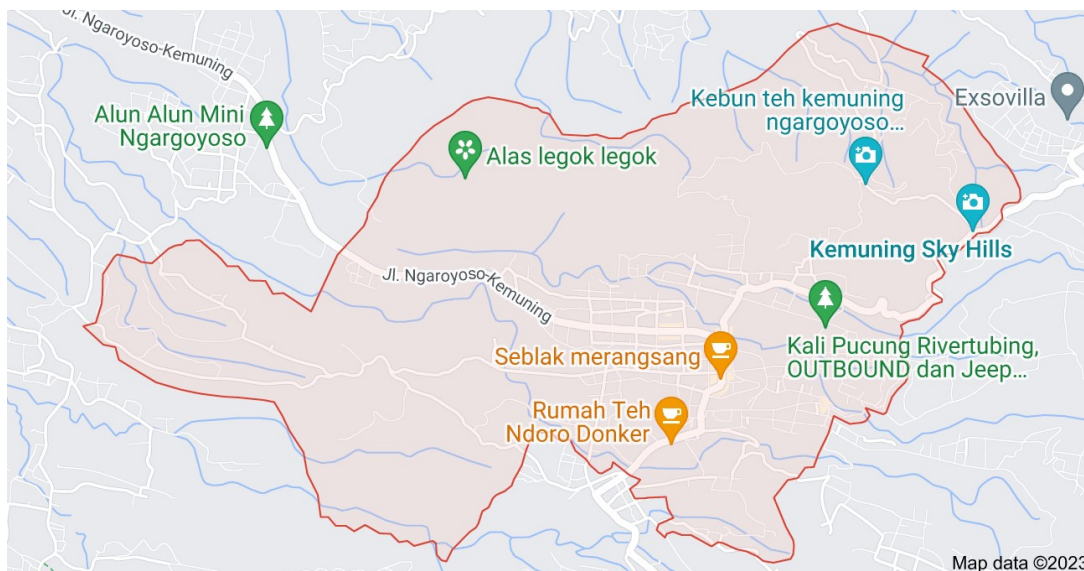 Jl. Ngaroyoso-Kemuning
Alun Alun Mini
Ngargoyoso
Alas legok legok
Kebun teh kemuning
ngargoyoso...
Exsovilla
Kemuning Sky Hills
Jl. Ngaroyoso-Kemuning
Seblak merangsang
Kali Pucung Rivertubing,
OUTBOUND dan Jeep...
Rumah Teh
Ndoro Donker
Map data ©2023